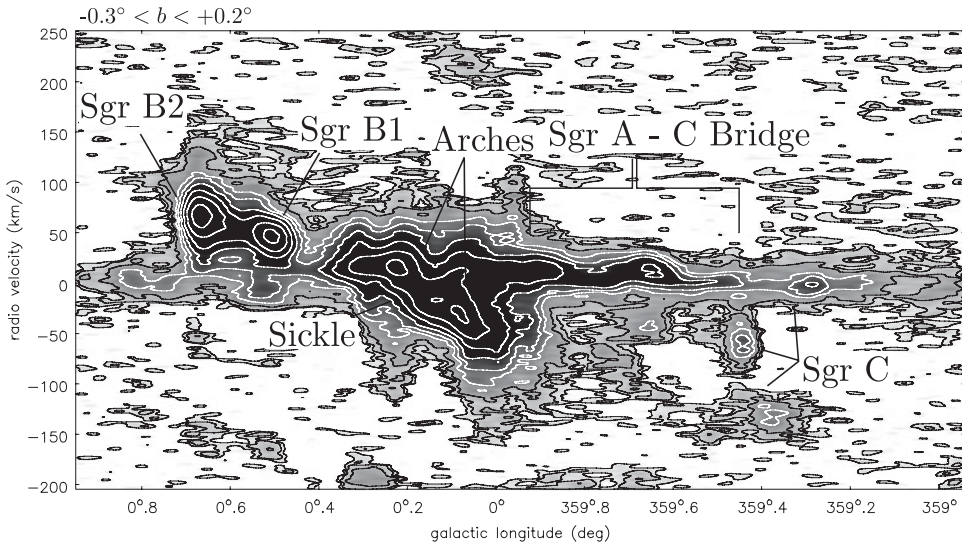 -0.3° < b < +0.2°
250
200
150
100
50
0
−50
−100
−150
−200
radio velocity (km/s)
Sgr B2
Sgr B1
Arches
Sgr A - C Bridge
Sickle
Sgr C
0°.8 0°.6 0°.4 0°.2 0° 359°.8 359°.6 359°.4 359°.2 359°
galactic longitude (deg)